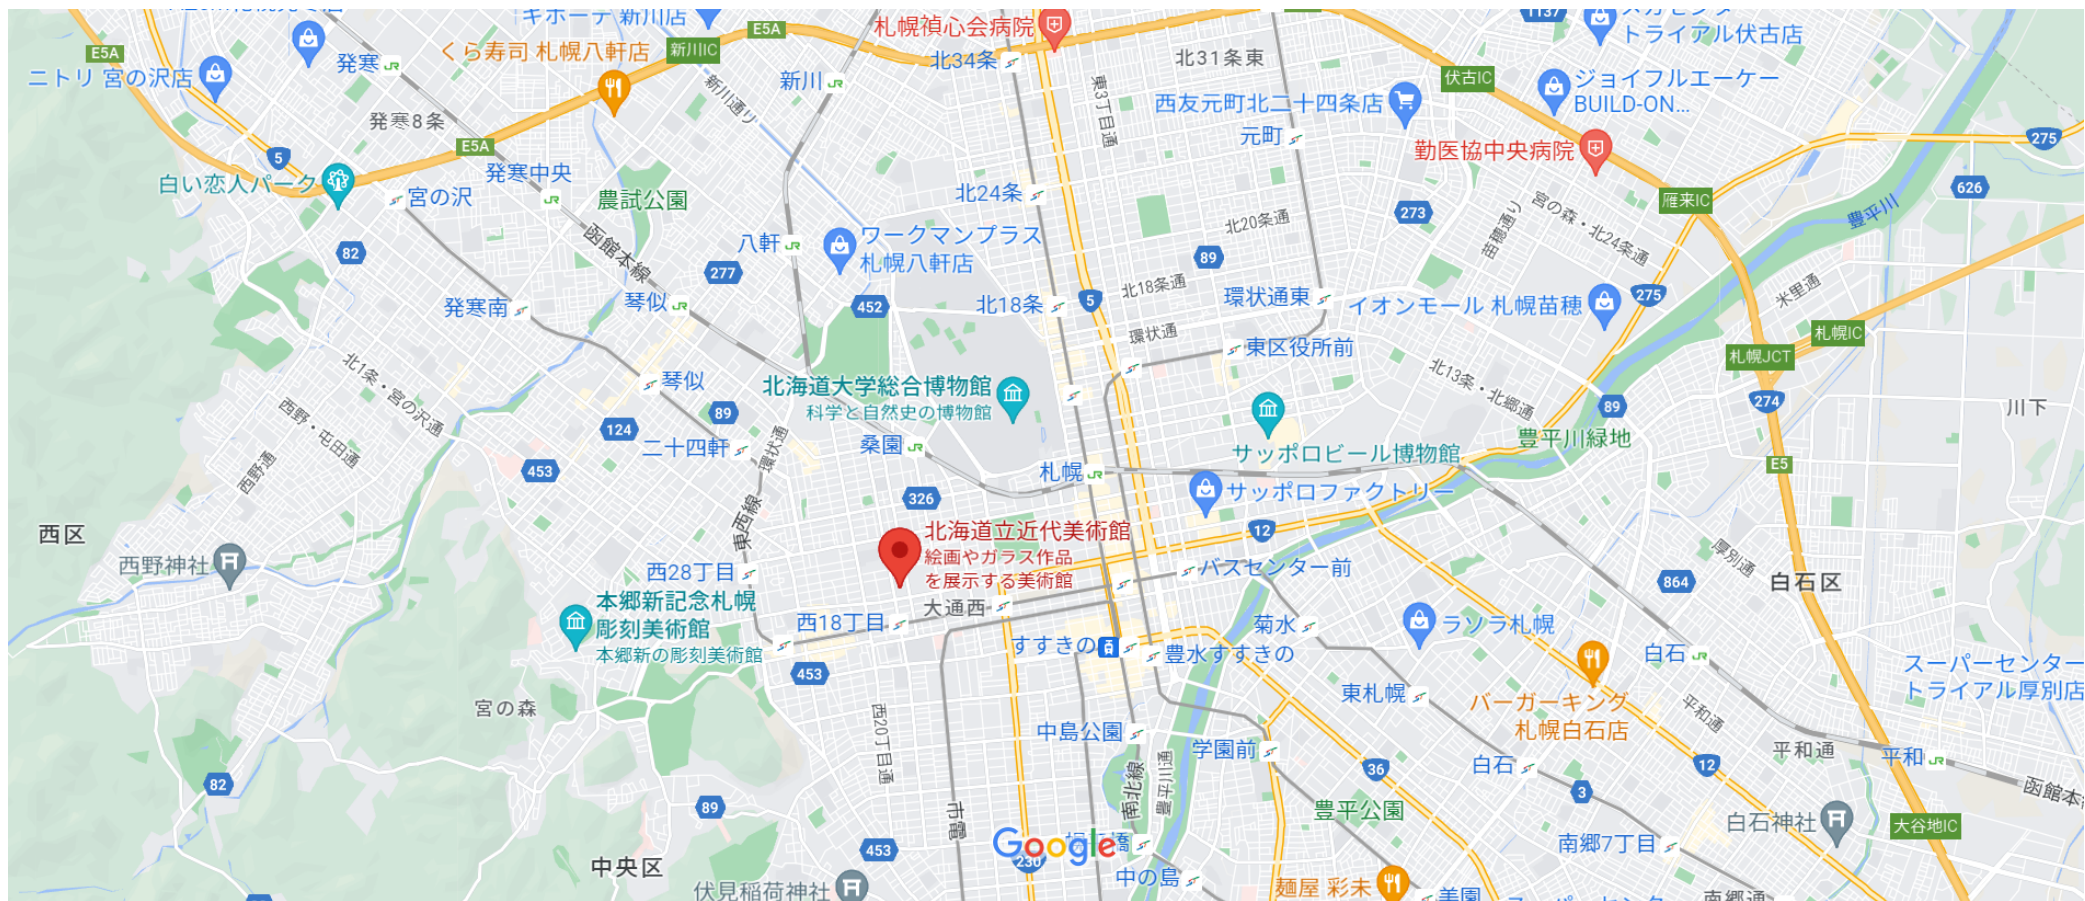 キホーテ 新川店
札幌禎心会病院
1137
トライアル伏古店
E5A
くら寿司 札幌八軒店
新川IC
E5A
北34条
北31条東
伏古IC
ジョイフルエーケー
BUILD-ON...
ニトリ 宮の沢店
発寒
新川
新川通り
東3丁目通
西友元町北二十四条店
元町
発寒8条
E5A
5
勤医協中央病院
275
白い恋人パーク
宮の沢
発寒中央
農試公園
北24条
273
雁来IC
626
豊平川
函館本線
八軒
ワークマンプラス
札幌八軒店
北20条通
苗穂通り
宮の森・北24条通
82
277
89
北18条通
発寒南
琴似
452
北18条
5
環状通東
イオンモール 札幌苗穂
275
米里通
札幌IC
環状通
東区役所前
札幌JCT
北1条・宮の沢通
琴似
北海道大学総合博物館
科学と自然史の博物館
北13条・北郷通
274
西野・屯田通
89
124
環状通
89
川下
二十四軒
桑園
サッポロビール博物館
豊平川緑地
西野通
453
札幌
E5
326
サッポロファクトリー
西区
東西線
北海道立近代美術館
絵画やガラス作品
を展示する美術館
12
厚別通
西野神社
西28丁目
バスセンター前
864
白石区
本郷新記念札幌
彫刻美術館
本郷新の彫刻美術館
西18丁目
大通西
菊水
ラソラ札幌
すすきの
豊水すすきの
白石
スーパーセンター
トライアル厚別店
453
宮の森
西20丁目通
東札幌
バーガーキング
札幌白石店
平和通
中島公園
学園前
平和通
平和
82
南北線
豊平川通
36
白石
12
函館本線
89
市電
豊平公園
3
白石神社
大谷地IC
453
Google
230
南郷7丁目
中央区
伏見稲荷神社
中の島
麺屋 彩未
美園
南郷通